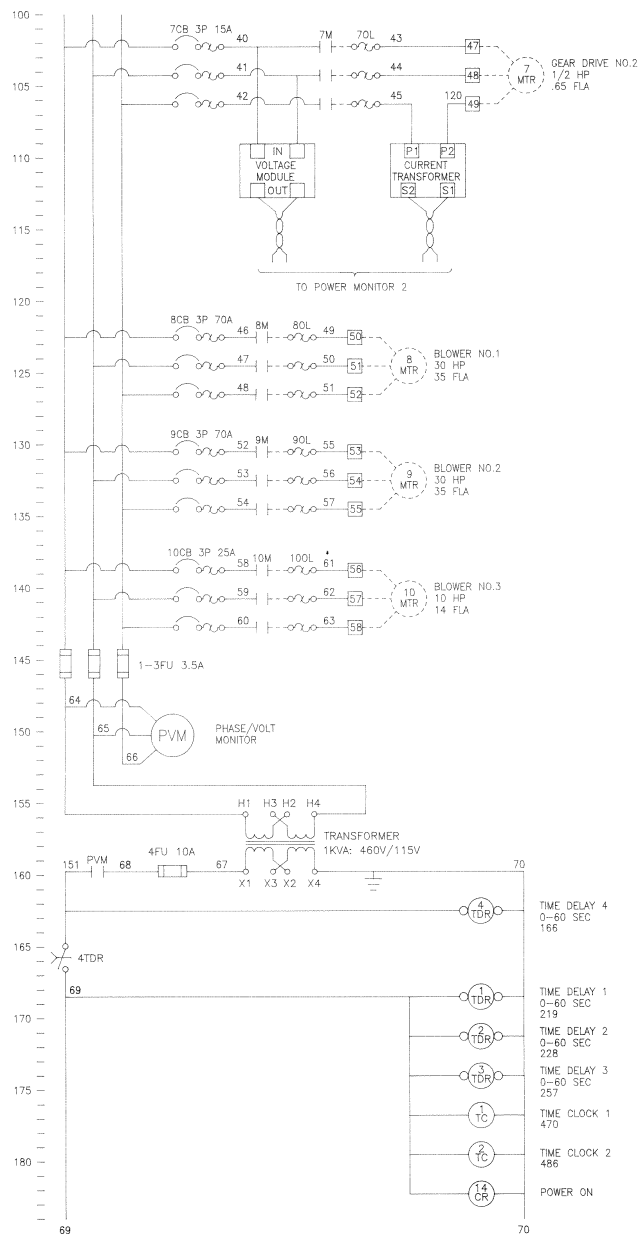 100
7CB 3P 15A
40
7M
7OL
43
47
41
44
48
7
MTR
GEAR DRIVE NO.2
1/2 HP
.65 FLA
105
42
45
120
49
110
IN
VOLTAGE
MODULE
OUT
P1
P2
CURRENT
TRANSFORMER
S2
S1
115
TO POWER MONITOR 2
120
8CB 3P 70A
46
8M
8OL
49
50
47
50
51
8
MTR
BLOWER NO.1
30 HP
35 FLA
125
48
51
52
130
9CB 3P 70A
52
9M
9OL
55
53
53
56
54
9
MTR
BLOWER NO.2
30 HP
35 FLA
54
57
55
135
10CB 3P 25A
58
10M
10OL
61
56
140
59
62
57
10
MTR
BLOWER NO.3
10 HP
14 FLA
60
63
58
145
1-3FU 3.5A
64
65
66
PVM
PHASE/VOLT
MONITOR
150
155
H1
H3
H2
H4
TRANSFORMER
1KVA: 460V/115V
151
PVM
68
4FU 10A
67
70
160
X1
X3
X2
X4
4
TDR
TIME DELAY 4
0-60 SEC
166
165
4TDR
69
1
TDR
TIME DELAY 1
0-60 SEC
219
170
2
TDR
TIME DELAY 2
0-60 SEC
228
3
TDR
TIME DELAY 3
0-60 SEC
257
175
1
TC
TIME CLOCK 1
470
180
2
TC
TIME CLOCK 2
486
14
CR
POWER ON
69
70